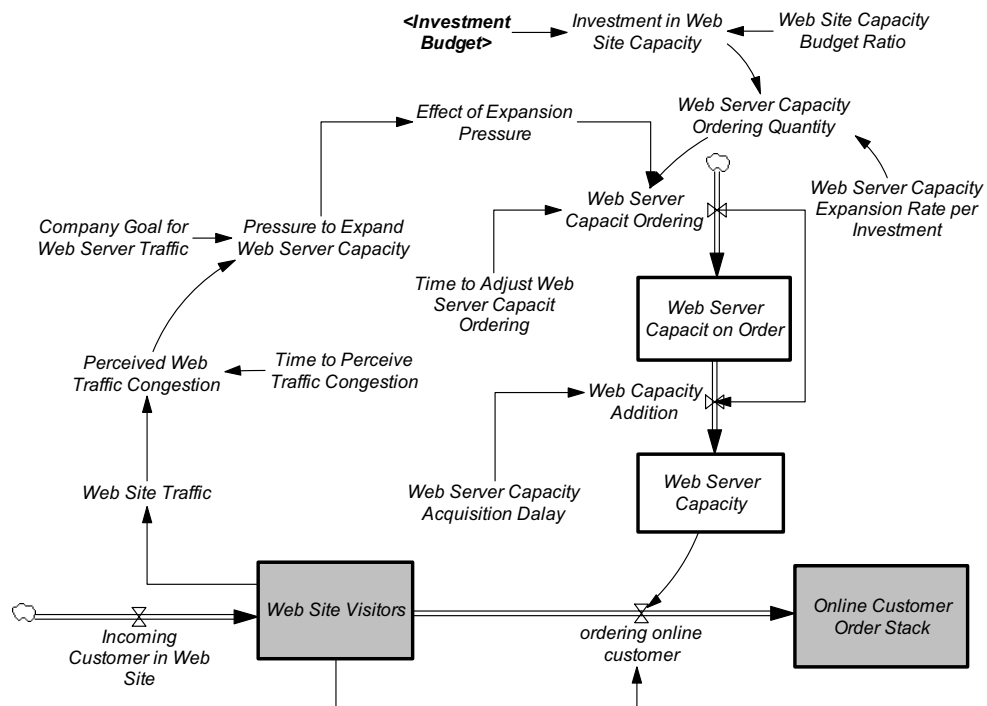 <Investment
Budget>
Investment in Web
Site Capacity
Web Site Capacity
Budget Ratio
Effect of Expansion
Pressure
Web Server Capacity
Ordering Quantity
Web Server Capacity
Expansion Rate per
Investment
Company Goal for
Web Server Traffic
Pressure to Expand
Web Server Capacity
Web Server
Capacit Ordering
Time to Adjust Web
Server Capacit
Ordering
Web Server
Capacit on Order
Perceived Web
Traffic Congestion
Time to Perceive
Traffic Congestion
Web Capacity
Addition
Web Site Traffic
Web Server Capacity
Acquisition Dalay
Web Server
Capacity
Incoming
Customer in Web
Site
Web Site Visitors
ordering online
customer
Online Customer
Order Stack